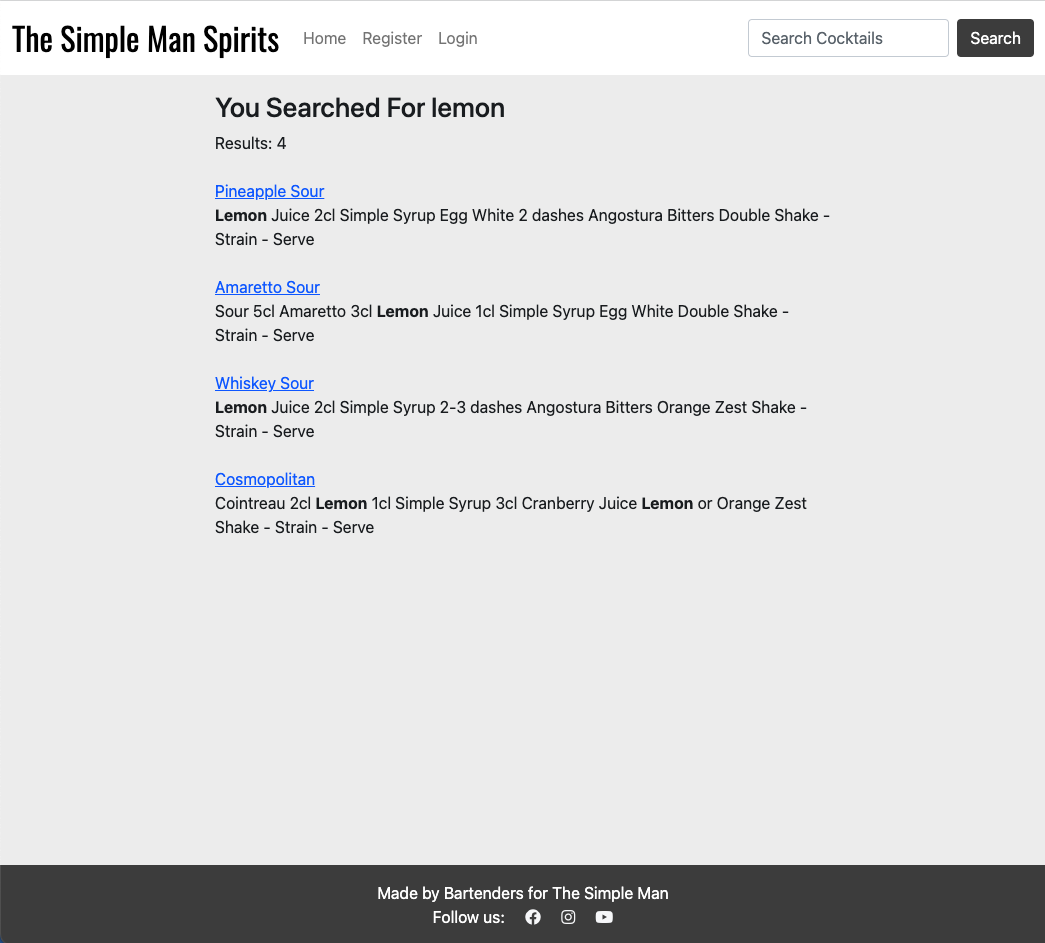 The Simple Man Spirits Home Register Login Search Cocktails Search
You Searched For lemon
Results: 4
Pineapple Sour
Lemon Juice 2cl Simple Syrup Egg White 2 dashes Angostura Bitters Double Shake -
Strain - Serve
Amaretto Sour
Sour 5cl Amaretto 3cl Lemon Juice 1cl Simple Syrup Egg White Double Shake -
Strain - Serve
Whiskey Sour
Lemon Juice 2cl Simple Syrup 2-3 dashes Angostura Bitters Orange Zest Shake -
Strain - Serve
Cosmopolitan
Cointreau 2cl Lemon 1cl Simple Syrup 3cl Cranberry Juice Lemon or Orange Zest
Shake - Strain - Serve
Made by Bartenders for The Simple Man
Follow us: